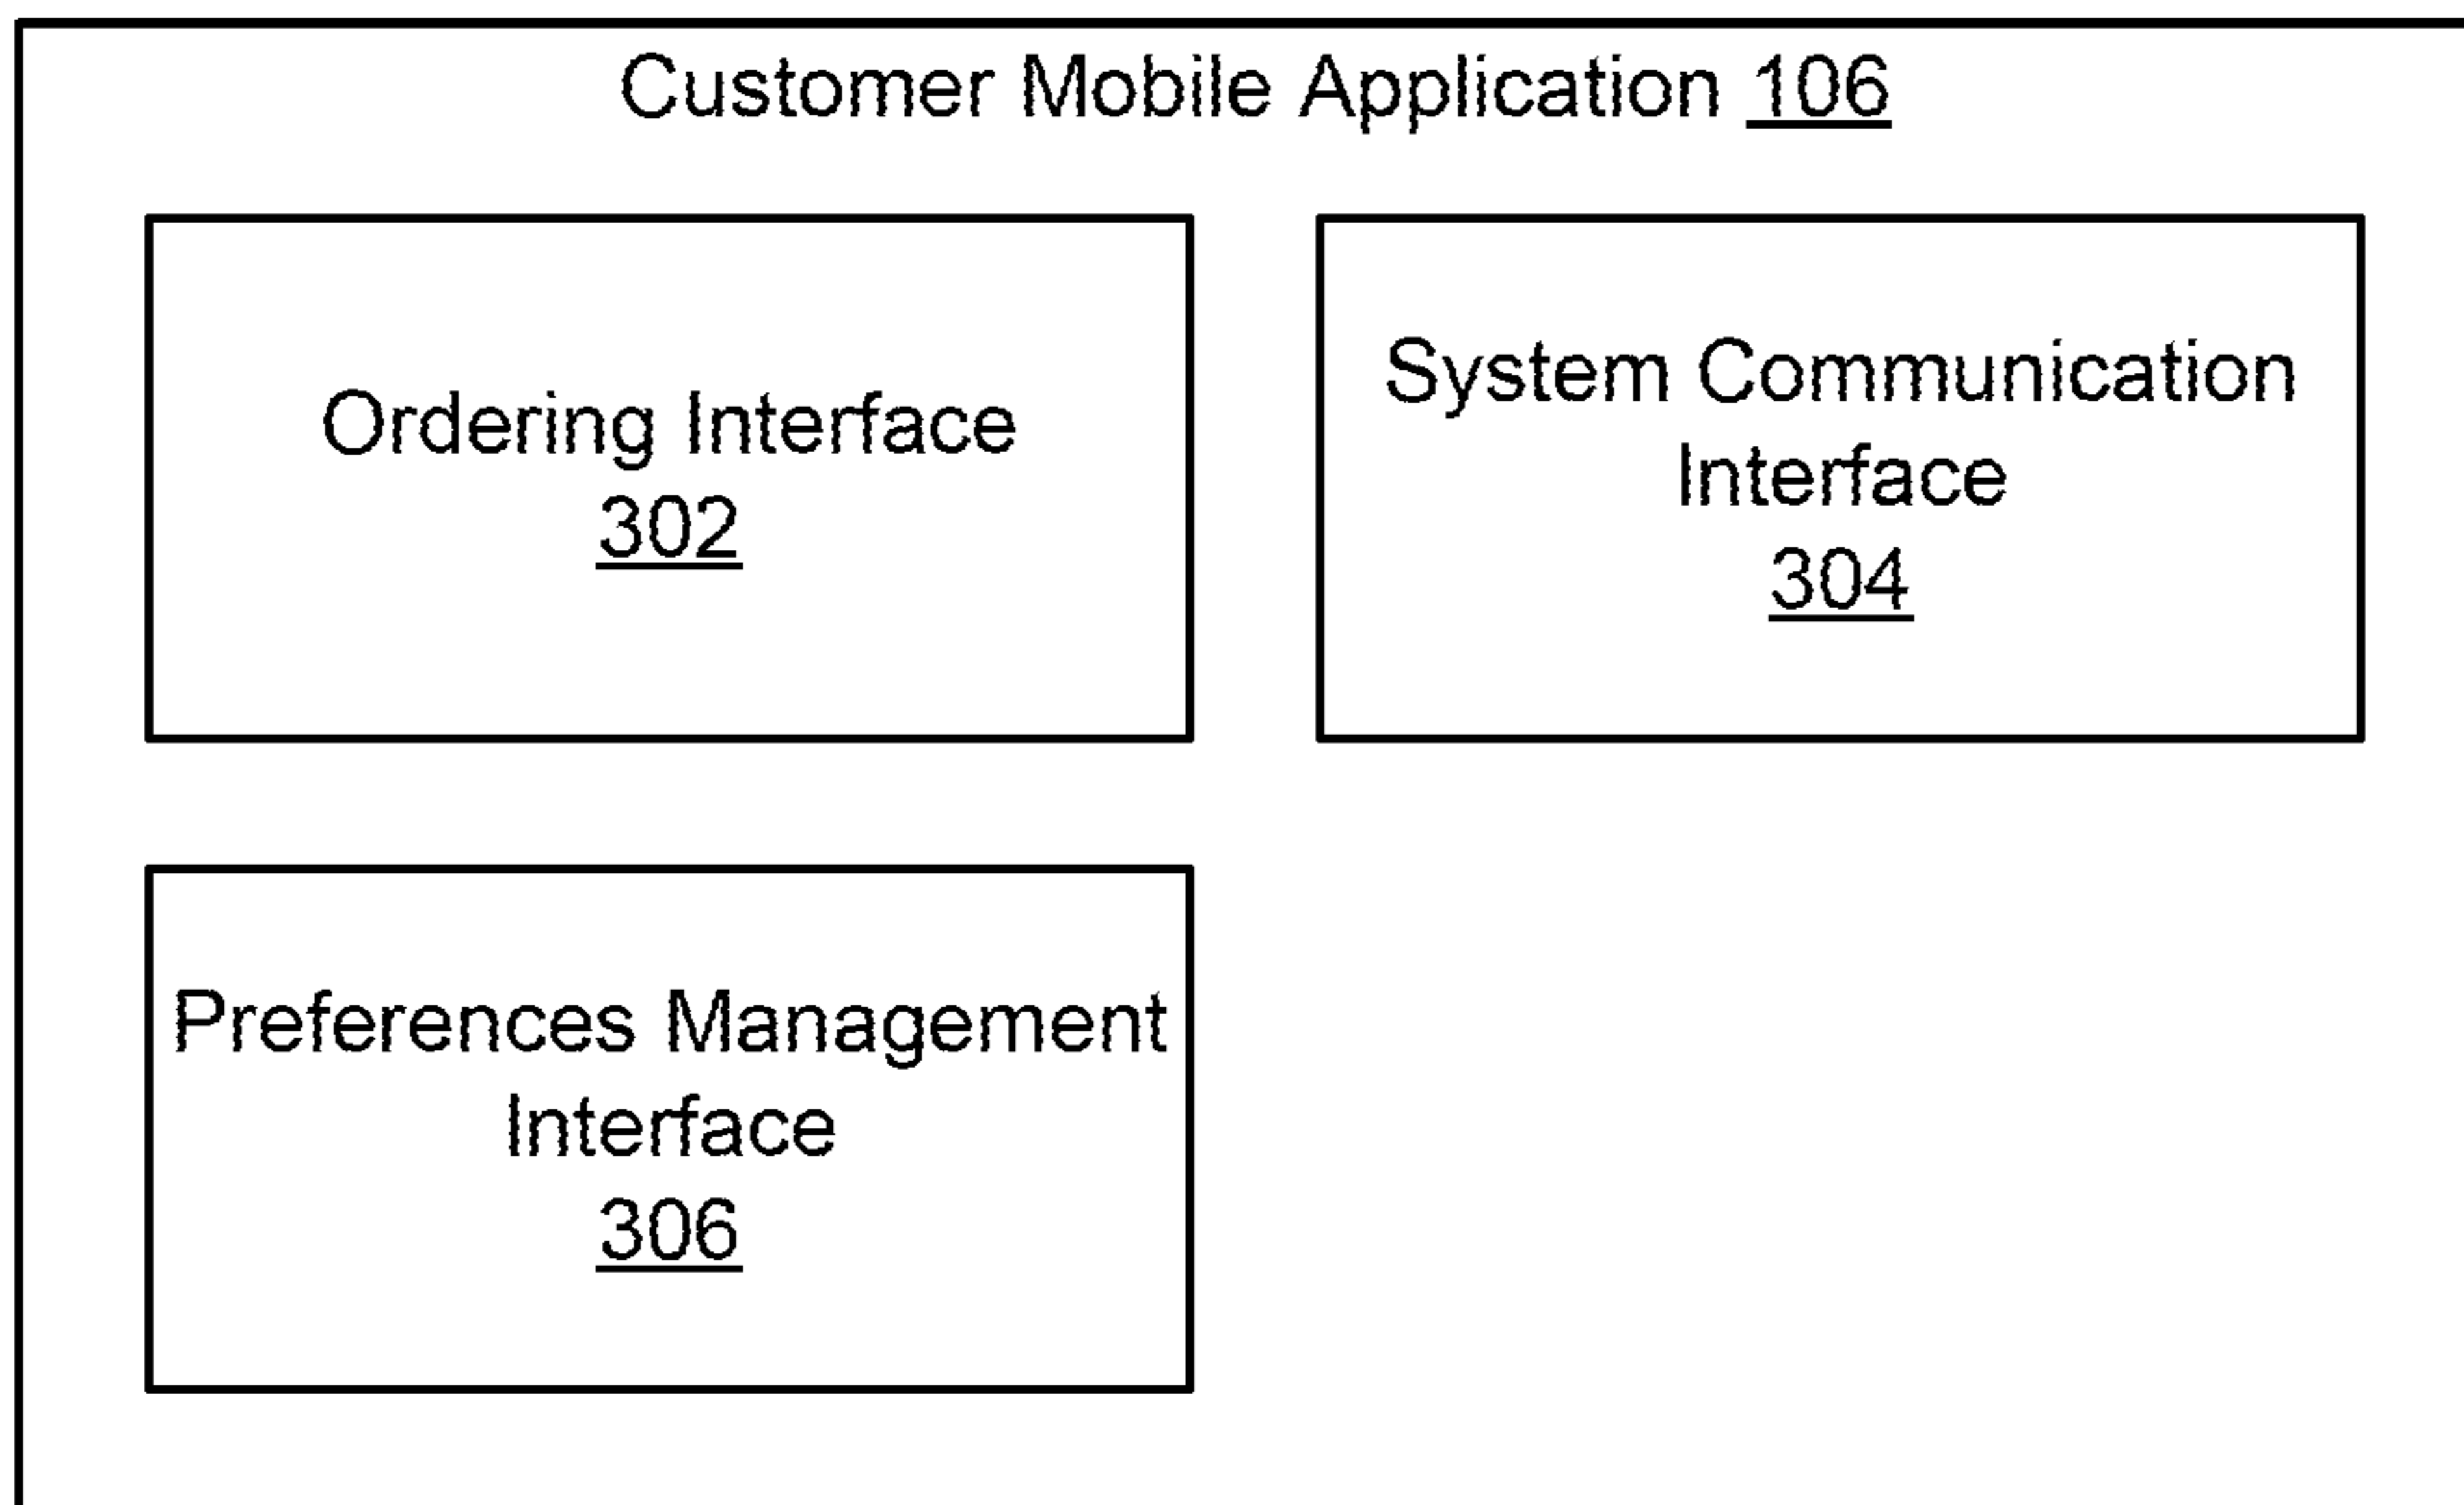 Customer Mobile Application 106
Ordering Interface
302
System Communication
Interface
304
Preferences Management
Interface
306